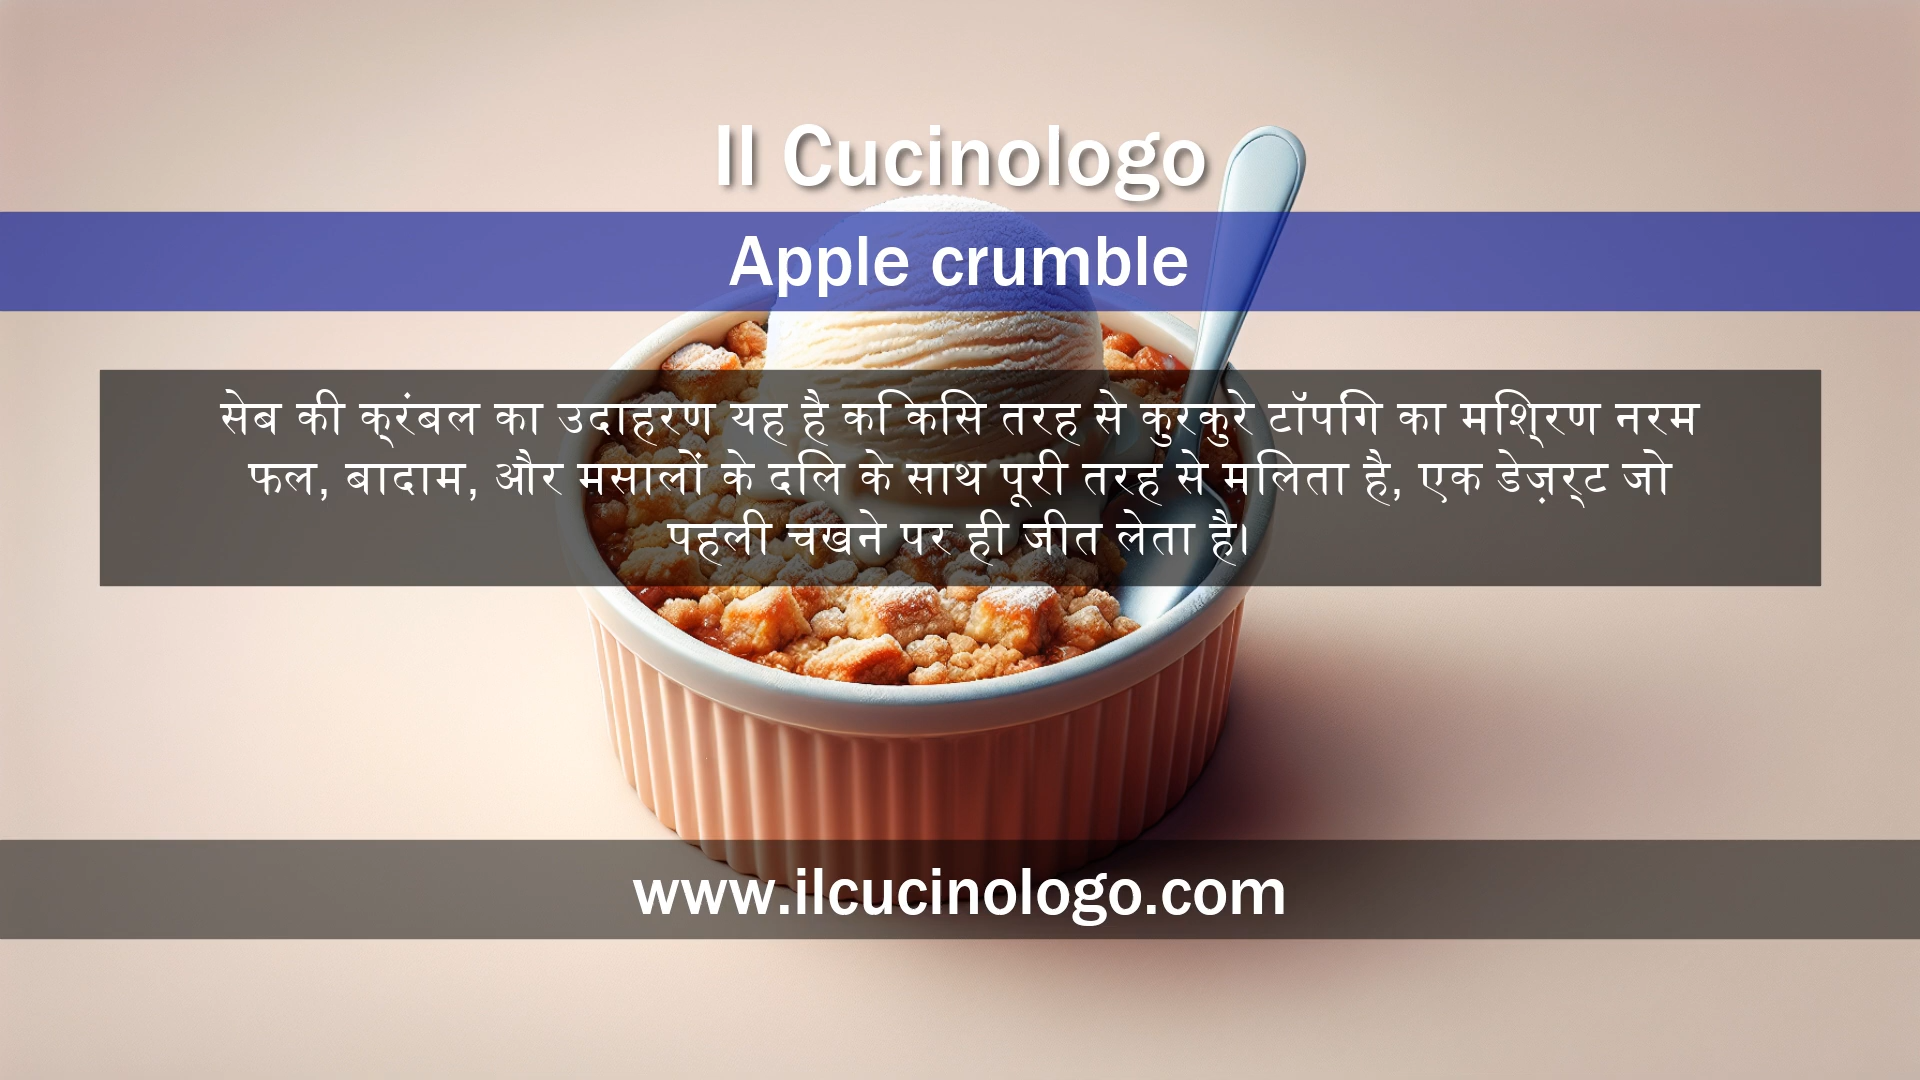 Il Cucinologo
Apple crumble
सेब की क्रंबल का उदाहरण यह है कि किस तरह से कुरकुरे टॉपिंग का मिश्रण नरम
फल, बादाम, और मसालों के दिल के साथ पूरी तरह से मिलता है, एक डेज़र्ट जो
पहली चखने पर ही जीत लेता है।
www.ilcucinologo.com